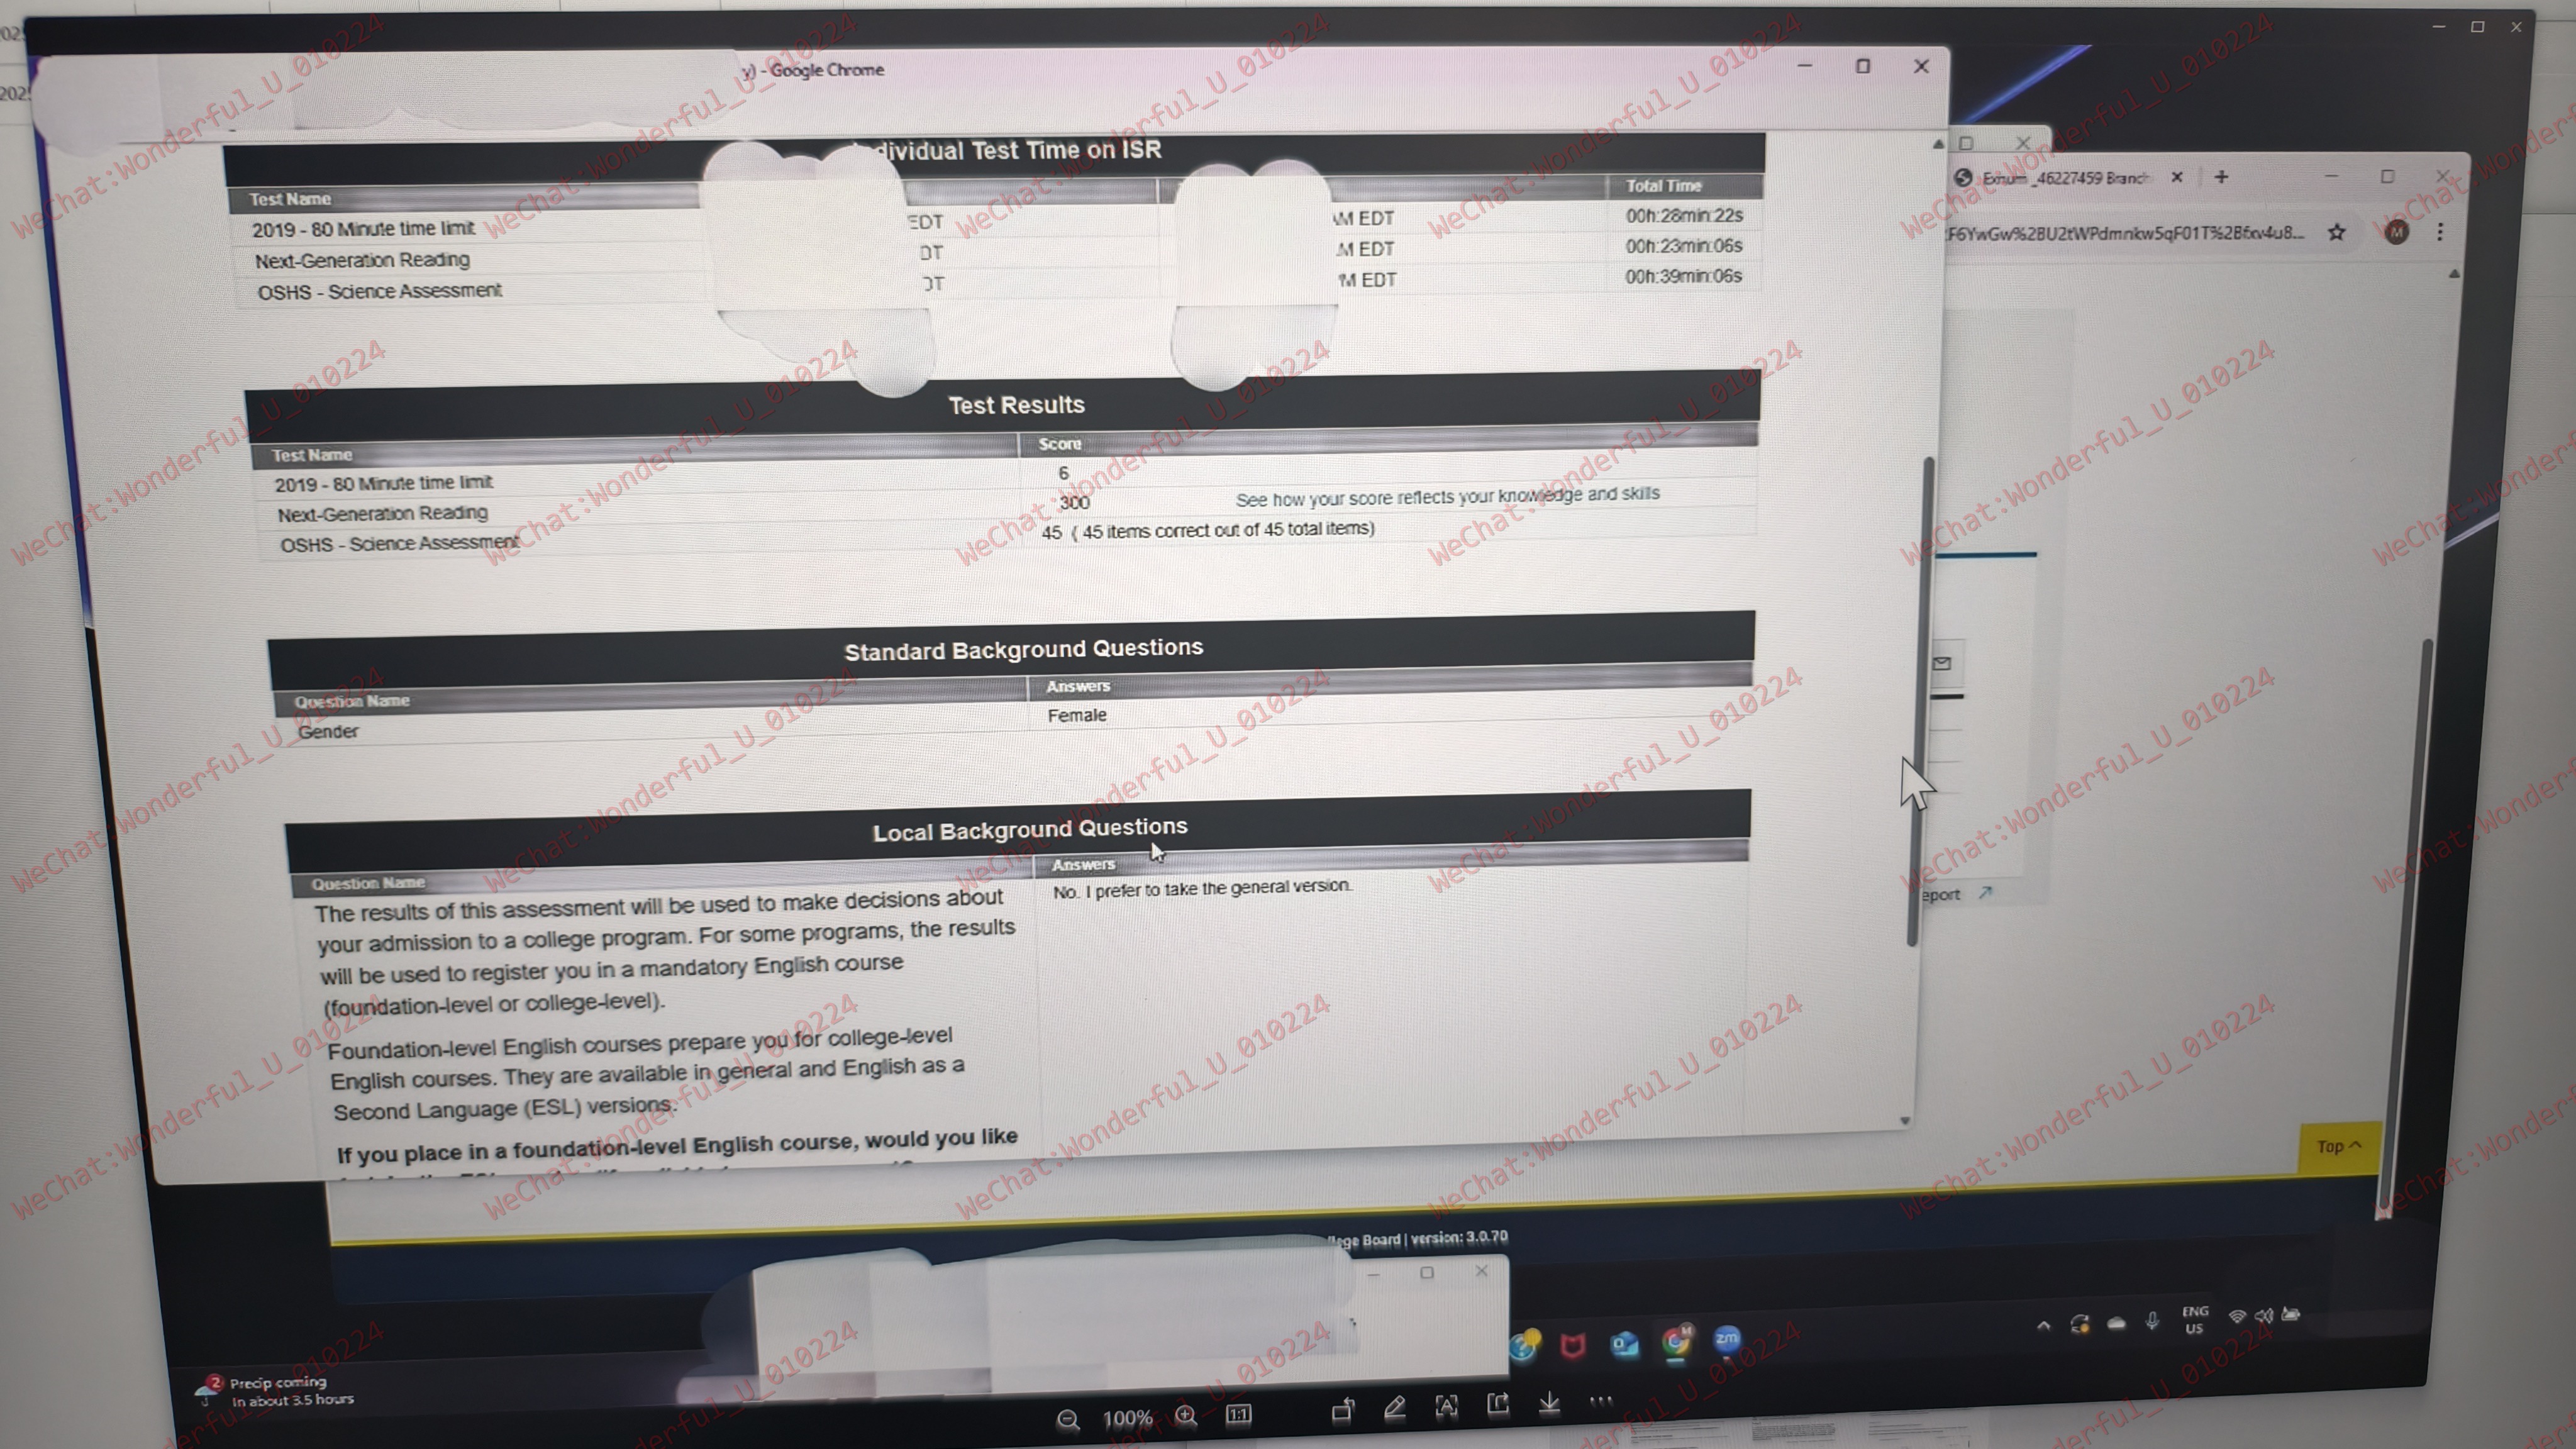 y) - Google Chrome
dividual Test Time on ISR
Test Name
Total Time
2019 - 80 Minute time limit
EDT
AM EDT
00h:28min:22s
Next-Generation Reading
DT
M EDT
00h:23min:06s
OSHS - Science Assessment
DT
M EDT
00h:39min:06s
_46227459 Branch
F6YwGw%2BU2tWPdmnkw5qF01T%2Bfxv4u8...
M
Test Results
Test Name
Score
2019 - 80 Minute time limit
6
Next-Generation Reading
300
See how your score reflects your knowledge and skills
OSHS - Science Assessment
45 ( 45 items correct out of 45 total items)
Standard Background Questions
Question Name
Answers
Gender
Female
Local Background Questions
Question Name
Answers
The results of this assessment will be used to make decisions about
your admission to a college program. For some programs, the results
will be used to register you in a mandatory English course
(foundation-level or college-level).
No. I prefer to take the general version.
Foundation-level English courses prepare you for college-level
English courses. They are available in general and English as a
Second Language (ESL) versions.
If you place in a foundation-level English course, would you like
eport
Top
llege Board | version: 3.0.70
zm
ENG
US
2
Precip coming
In about 3.5 hours
100%
1:1
WeChat:Wonderful_U_010224